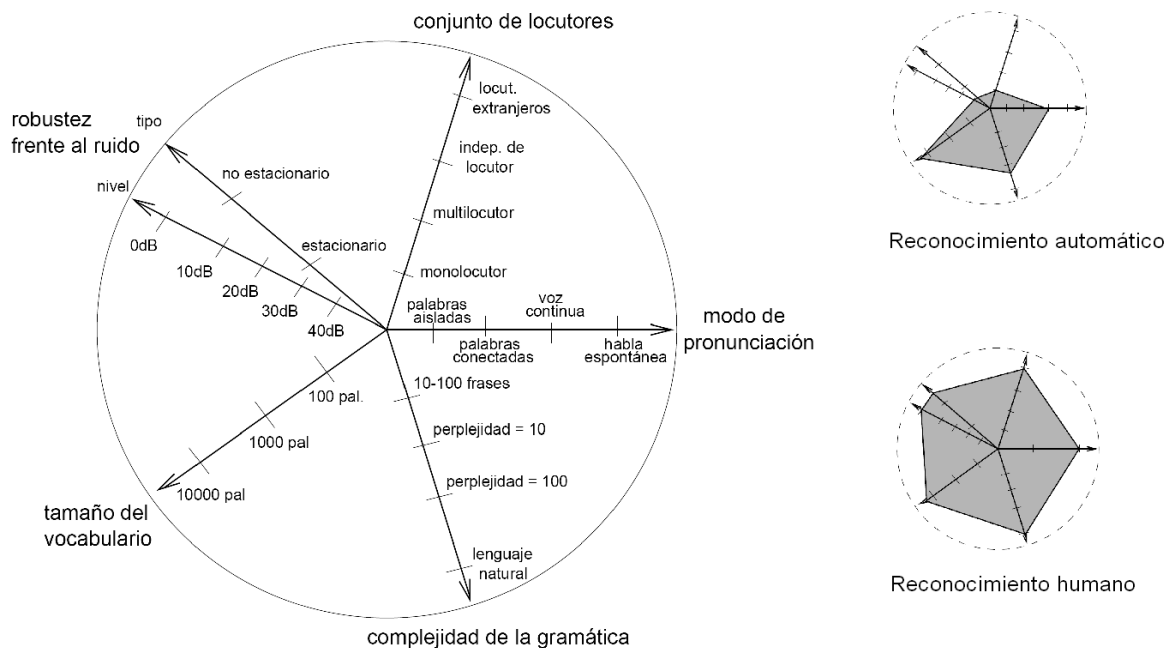 conjunto de locutores
locut.
extranjeros
indep. de
locutor
multilocutor
monolocutor
robustez
frente al ruido
tipo
nivel
no estacionario
estacionario
0dB
10dB
20dB
30dB
40dB
palabras
aisladas
palabras
conectadas
voz
continua
habla
espontánea
modo de
pronunciación
100 pal.
1000 pal
10000 pal
tamaño del
vocabulario
10-100 frases
perplejidad = 10
perplejidad = 100
lenguaje
natural
complejidad de la gramática
Reconocimiento automático
Reconocimiento humano